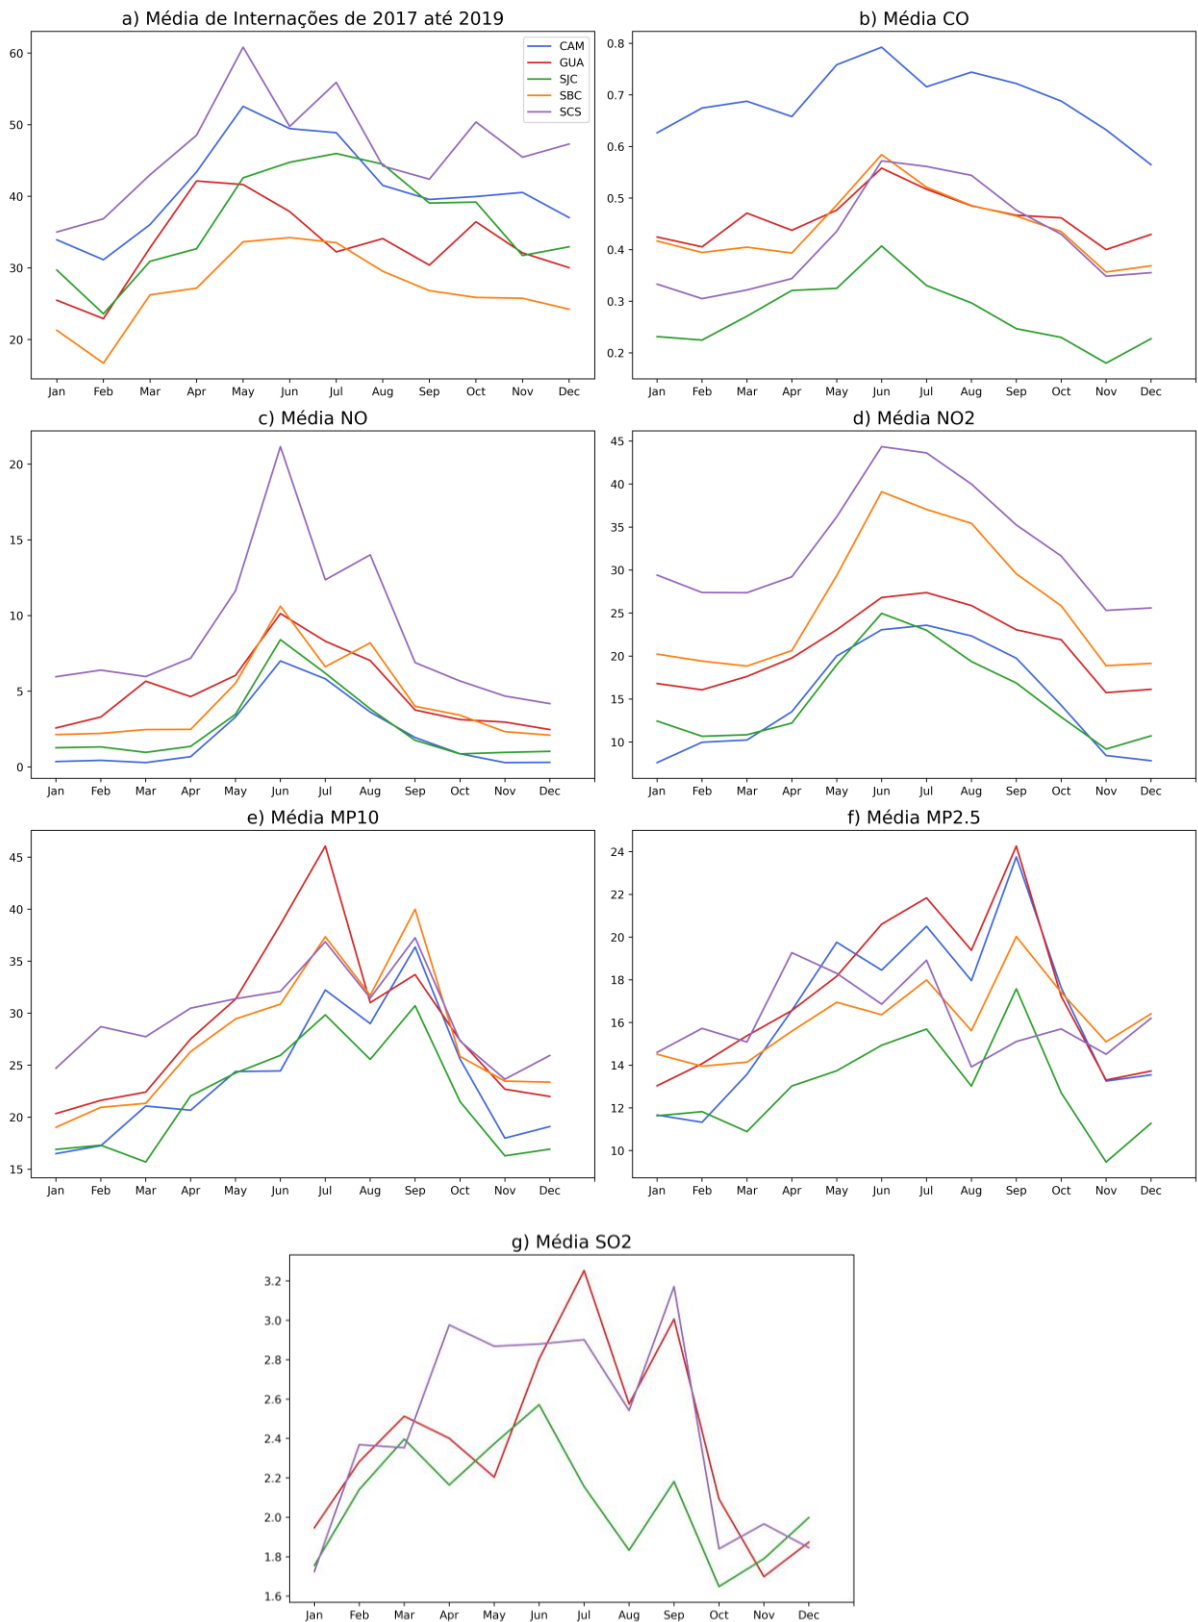 a) Média de Internações de 2017 até 2019
60
50
40
30
20
CAM
GUA
SJC
SBC
SCS
Jan Feb Mar Apr May Jun Jul Aug Sep Oct Nov Dec
b) Média CO
0.8
0.7
0.6
0.5
0.4
0.3
0.2
Jan Feb Mar Apr May Jun Jul Aug Sep Oct Nov Dec
c) Média NO
20
15
10
5
0
Jan Feb Mar Apr May Jun Jul Aug Sep Oct Nov Dec
d) Média NO2
45
40
35
30
25
20
15
10
Jan Feb Mar Apr May Jun Jul Aug Sep Oct Nov Dec
e) Média MP10
45
40
35
30
25
20
15
Jan Feb Mar Apr May Jun Jul Aug Sep Oct Nov Dec
f) Média MP2.5
24
22
20
18
16
14
12
10
Jan Feb Mar Apr May Jun Jul Aug Sep Oct Nov Dec
g) Média SO2
3.2
3.0
2.8
2.6
2.4
2.2
2.0
1.8
1.6
Jan Feb Mar Apr May Jun Jul Aug Sep Oct Nov Dec